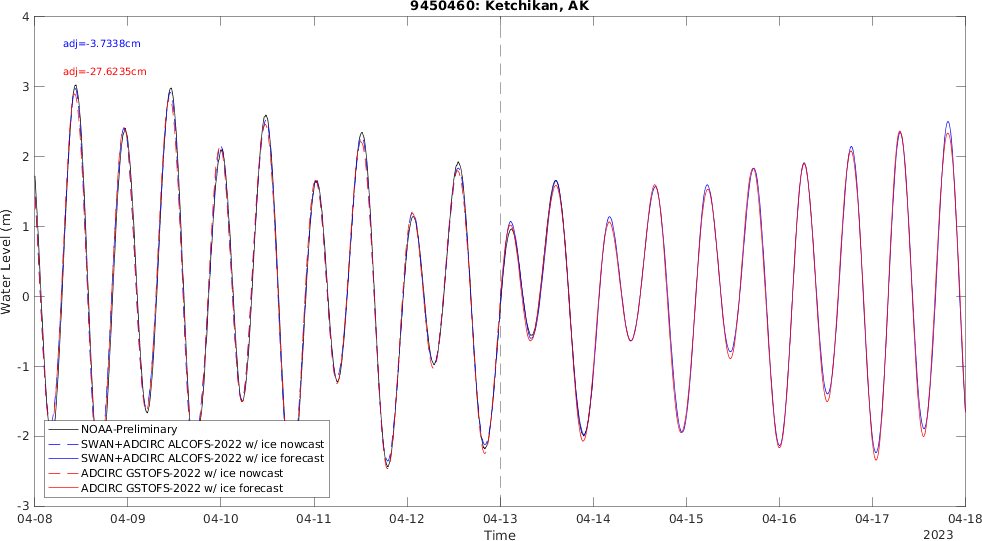 9450460: Ketchikan, AK
adj=-3.7338cm
adj=-27.6235cm
Water Level (m)
4
3
2
1
0
-1
-2
-3
NOAA-Preliminary
SWAN+ADCIRC ALCOFS-2022 w/ ice nowcast
SWAN+ADCIRC ALCOFS-2022 w/ ice forecast
ADCIRC GSTOFS-2022 w/ ice nowcast
ADCIRC GSTOFS-2022 w/ ice forecast
04-08 04-09 04-10 04-11 04-12 04-13 04-14 04-15 04-16 04-17 04-18
Time
2023